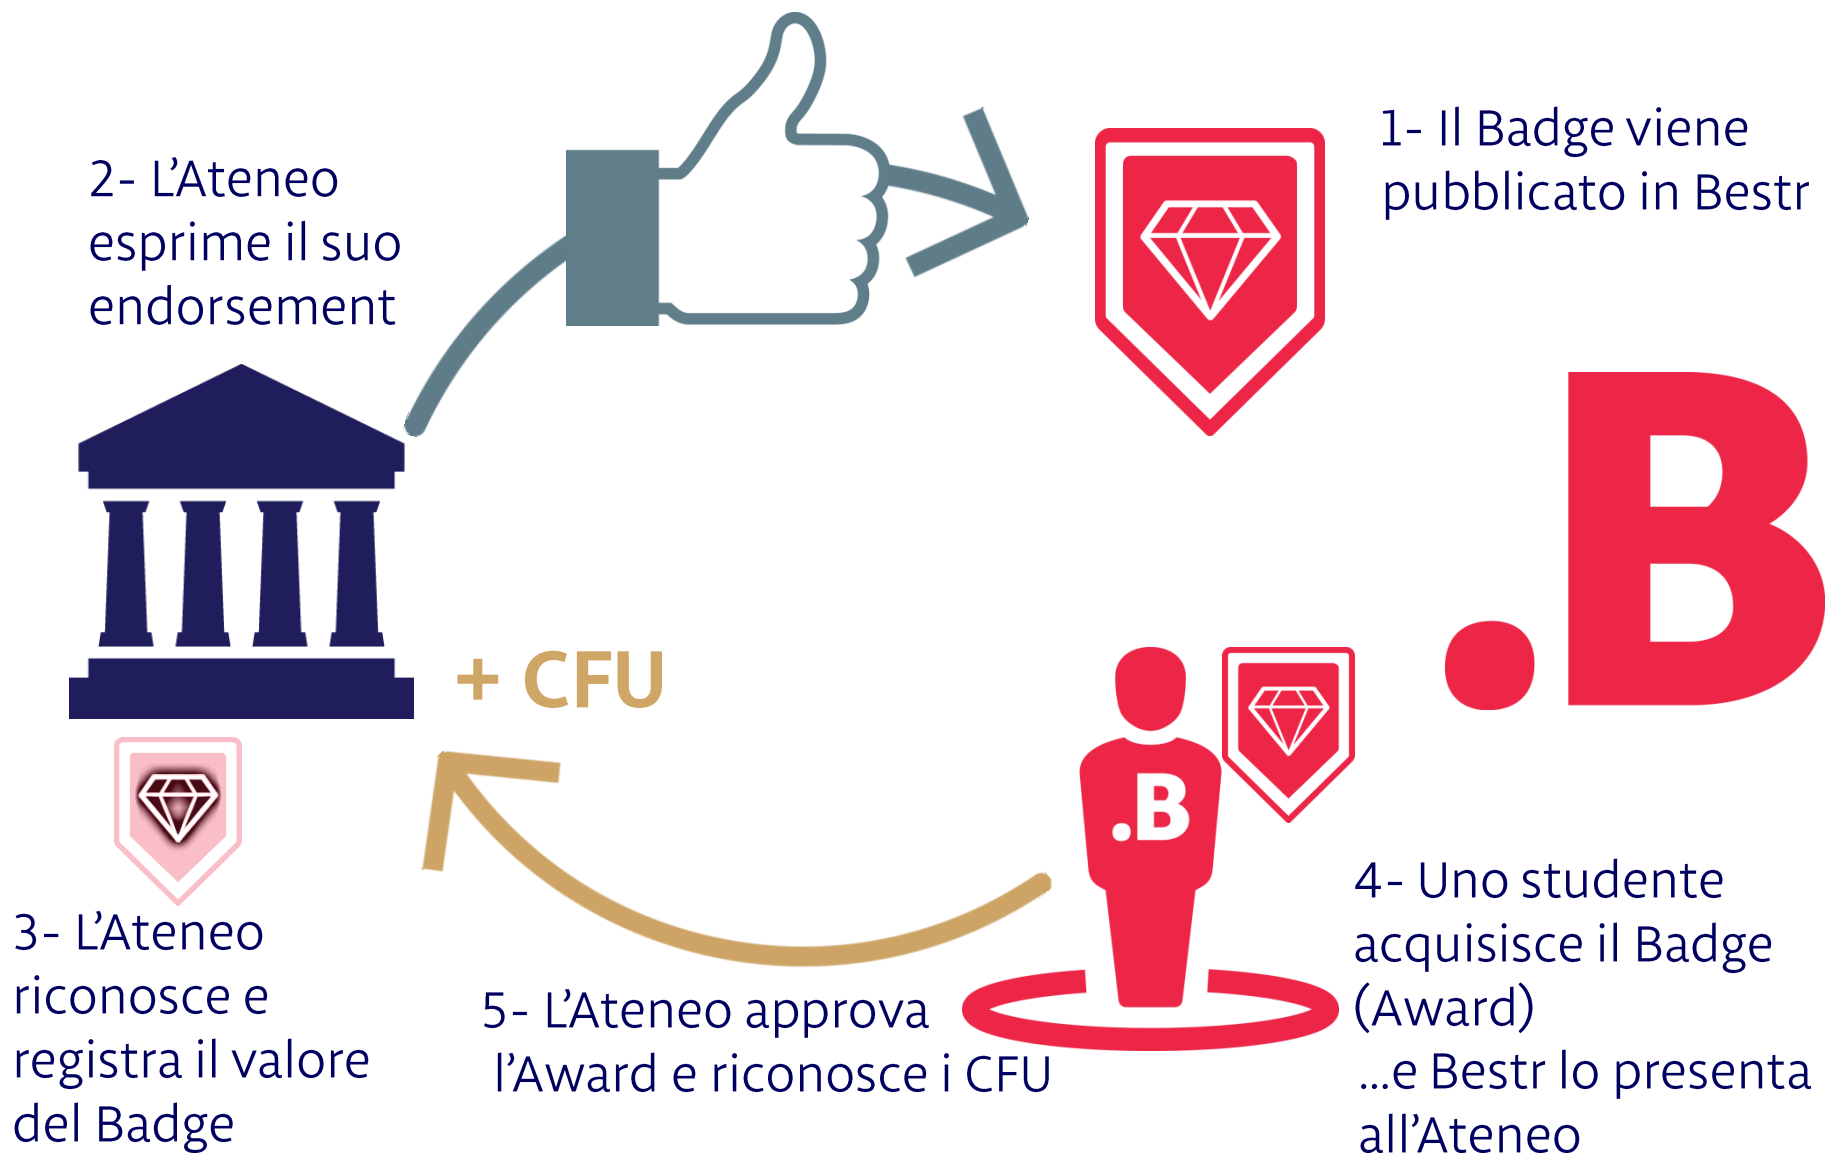 1- Il Badge viene
pubblicato in Bestr
2- L’Ateneo
esprime il suo
endorsement
.B
+ CFU
.B
3- L’Ateneo
riconosce e
registra il valore
del Badge
4- Uno studente
acquisisce il Badge
(Award)
...e Bestr lo presenta
all’Ateneo
5- L’Ateneo approva
l’Award e riconosce i CFU